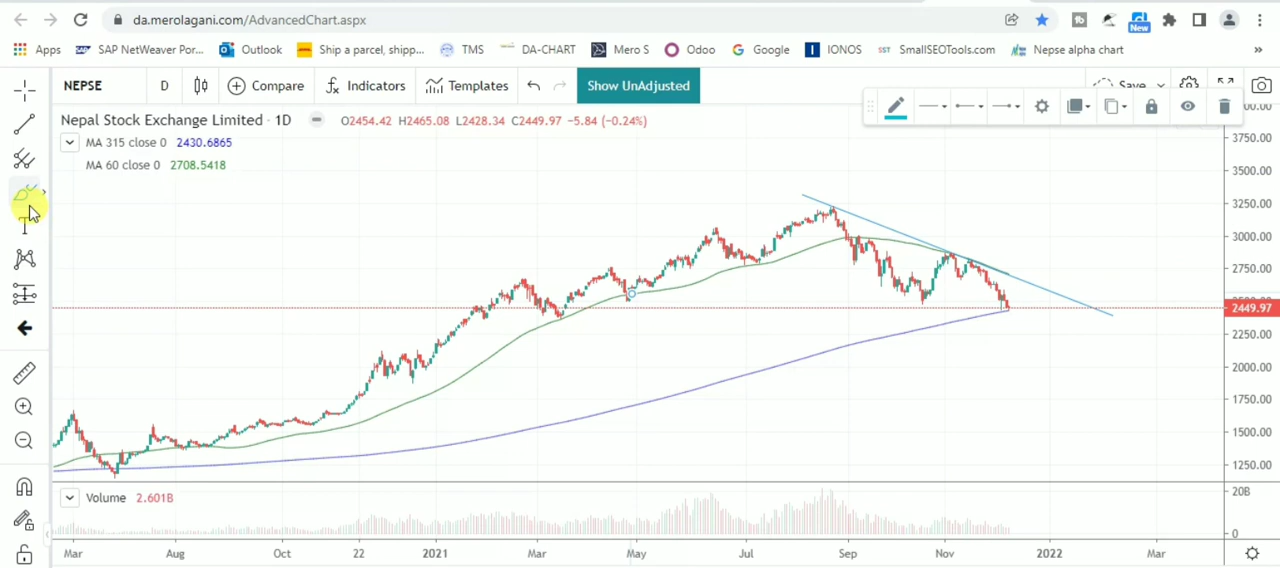 da.merolagani.com/AdvancedChart.aspx
New
Apps SAP NetWeaver Por... Outlook Ship a parcel, shipp... TMS DA-CHART Mero S Odoo Google IONOS SST SmallSEOTools.com Nepse alpha chart »
NEPSE D Compare Indicators Templates Show UnAdjusted Save
Nepal Stock Exchange Limited · 1D O2454.42 H2465.08 L2428.34 C2449.97 −5.84 (−0.24%)
MA 315 close 0 2430.6865
MA 60 close 0 2708.5418
3750.00
3500.00
3250.00
3000.00
2750.00
2449.97
2250.00
2000.00
1750.00
1500.00
1250.00
Volume 2.601B
20B
0
Mar Aug Oct 22 2021 Mar May Jul Sep Nov 2022 Mar